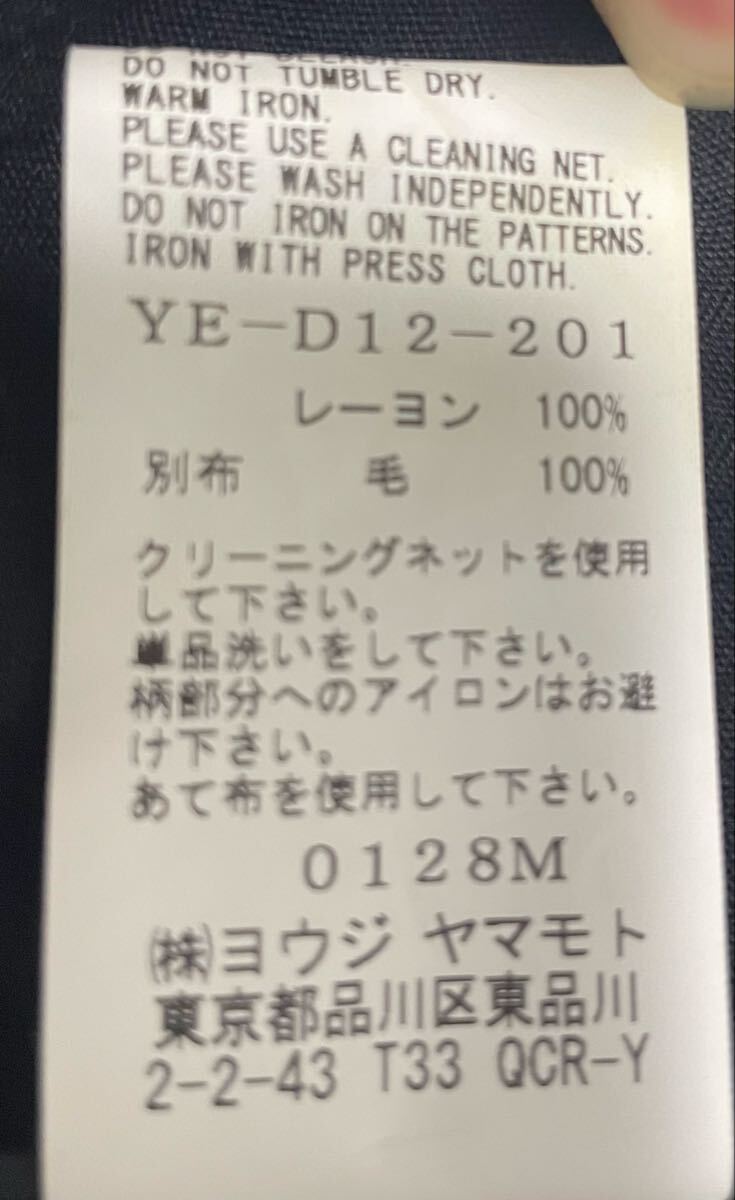 DO NOT BLEACH.
DO NOT TUMBLE DRY.
WARM IRON.
PLEASE USE A CLEANING NET.
PLEASE WASH INDEPENDENTLY.
DO NOT IRON ON THE PATTERNS.
IRON WITH PRESS CLOTH.
YE-D12-201
レーヨン 100%
別布 毛 100%
クリーニングネットを使用
して下さい。
単品洗いをして下さい。
柄部分へのアイロンはお避
け下さい。
あて布を使用して下さい。
0128M
㈱ヨウジ ヤマモト
東京都品川区東品川
2-2-43 T33 QCR-Y